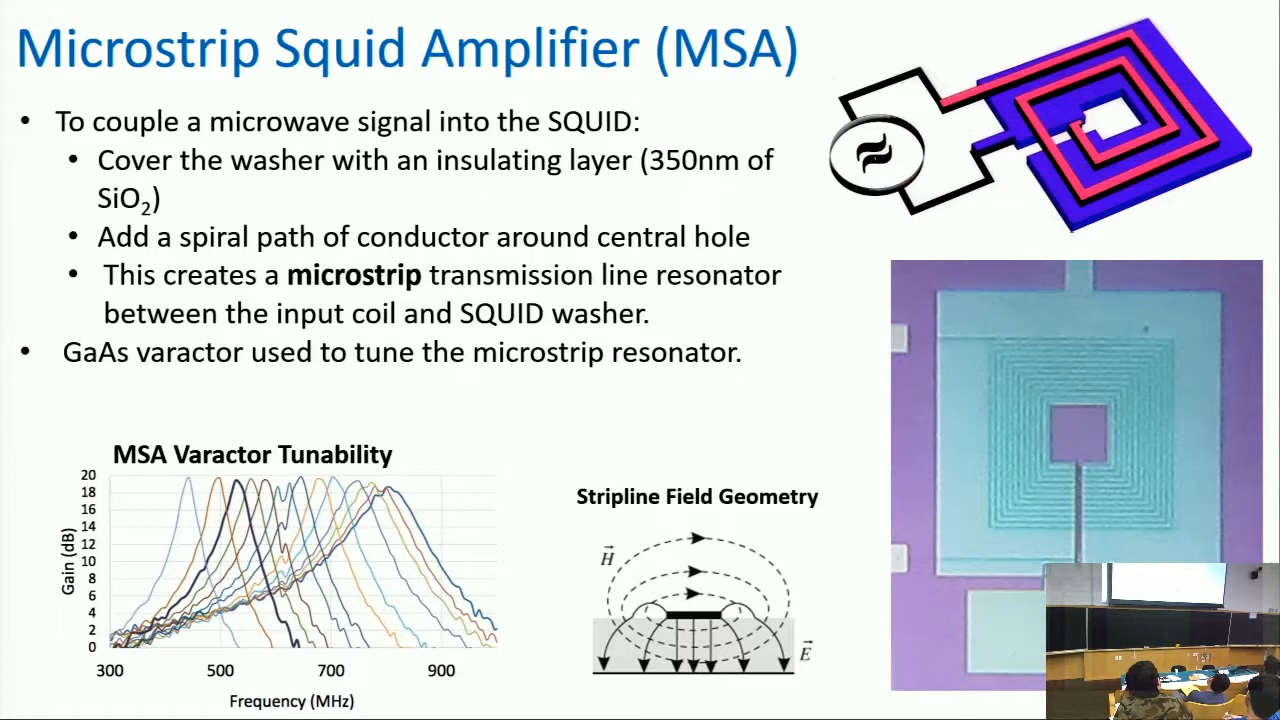 Microstrip Squid Amplifier (MSA)
• To couple a microwave signal into the SQUID:
• Cover the washer with an insulating layer (350nm of
SiO₂)
• Add a spiral path of conductor around central hole
• This creates a microstrip transmission line resonator
between the input coil and SQUID washer.
• GaAs varactor used to tune the microstrip resonator.
MSA Varactor Tunability
20
18
16
14
12
10
8
6
4
2
0
Gain (dB)
300 500 700 900
Frequency (MHz)
Stripline Field Geometry
H
E